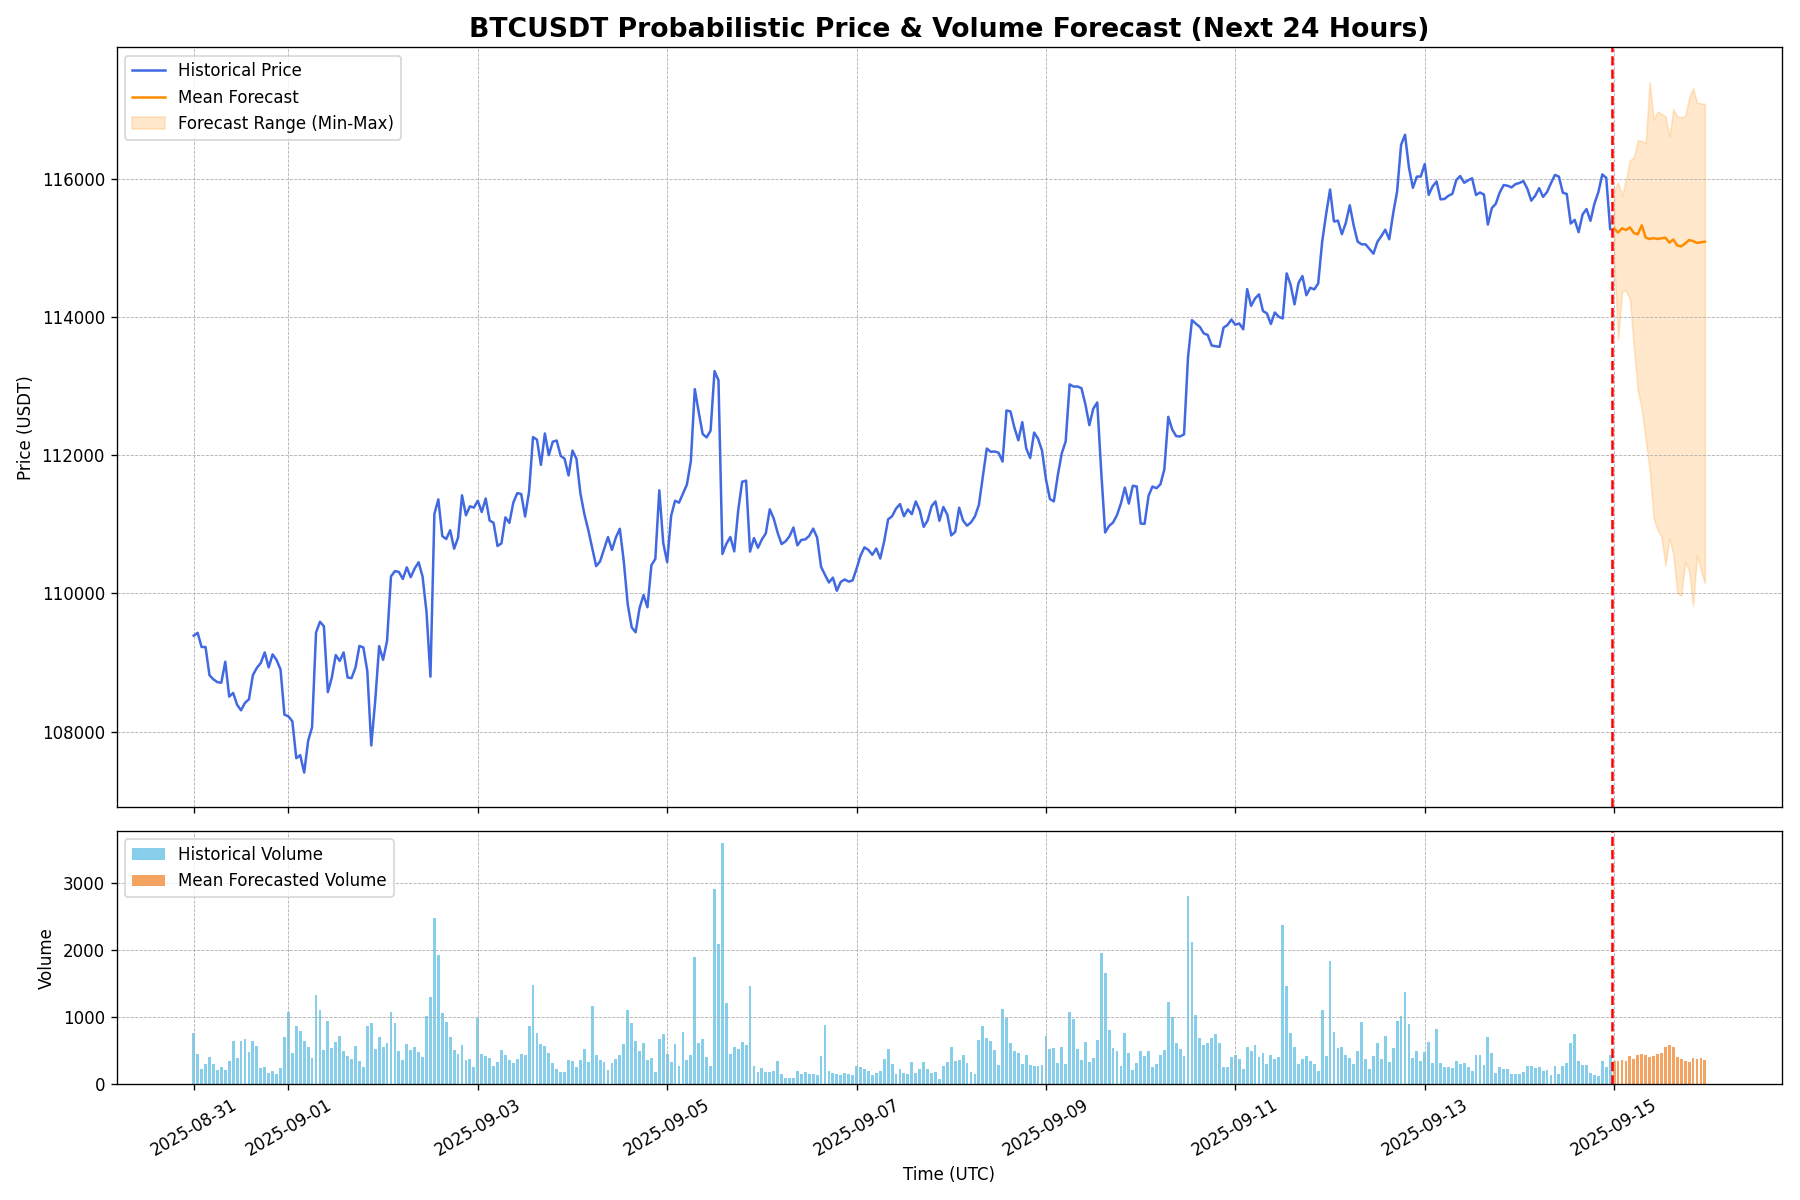 BTCUSDT Probabilistic Price & Volume Forecast (Next 24 Hours)
Historical Price
Mean Forecast
Forecast Range (Min-Max)
Price (USDT)
116000
114000
112000
110000
108000
Historical Volume
Mean Forecasted Volume
Volume
3000
2000
1000
0
2025-08-31
2025-09-01
2025-09-03
2025-09-05
2025-09-07
2025-09-09
2025-09-11
2025-09-13
2025-09-15
Time (UTC)